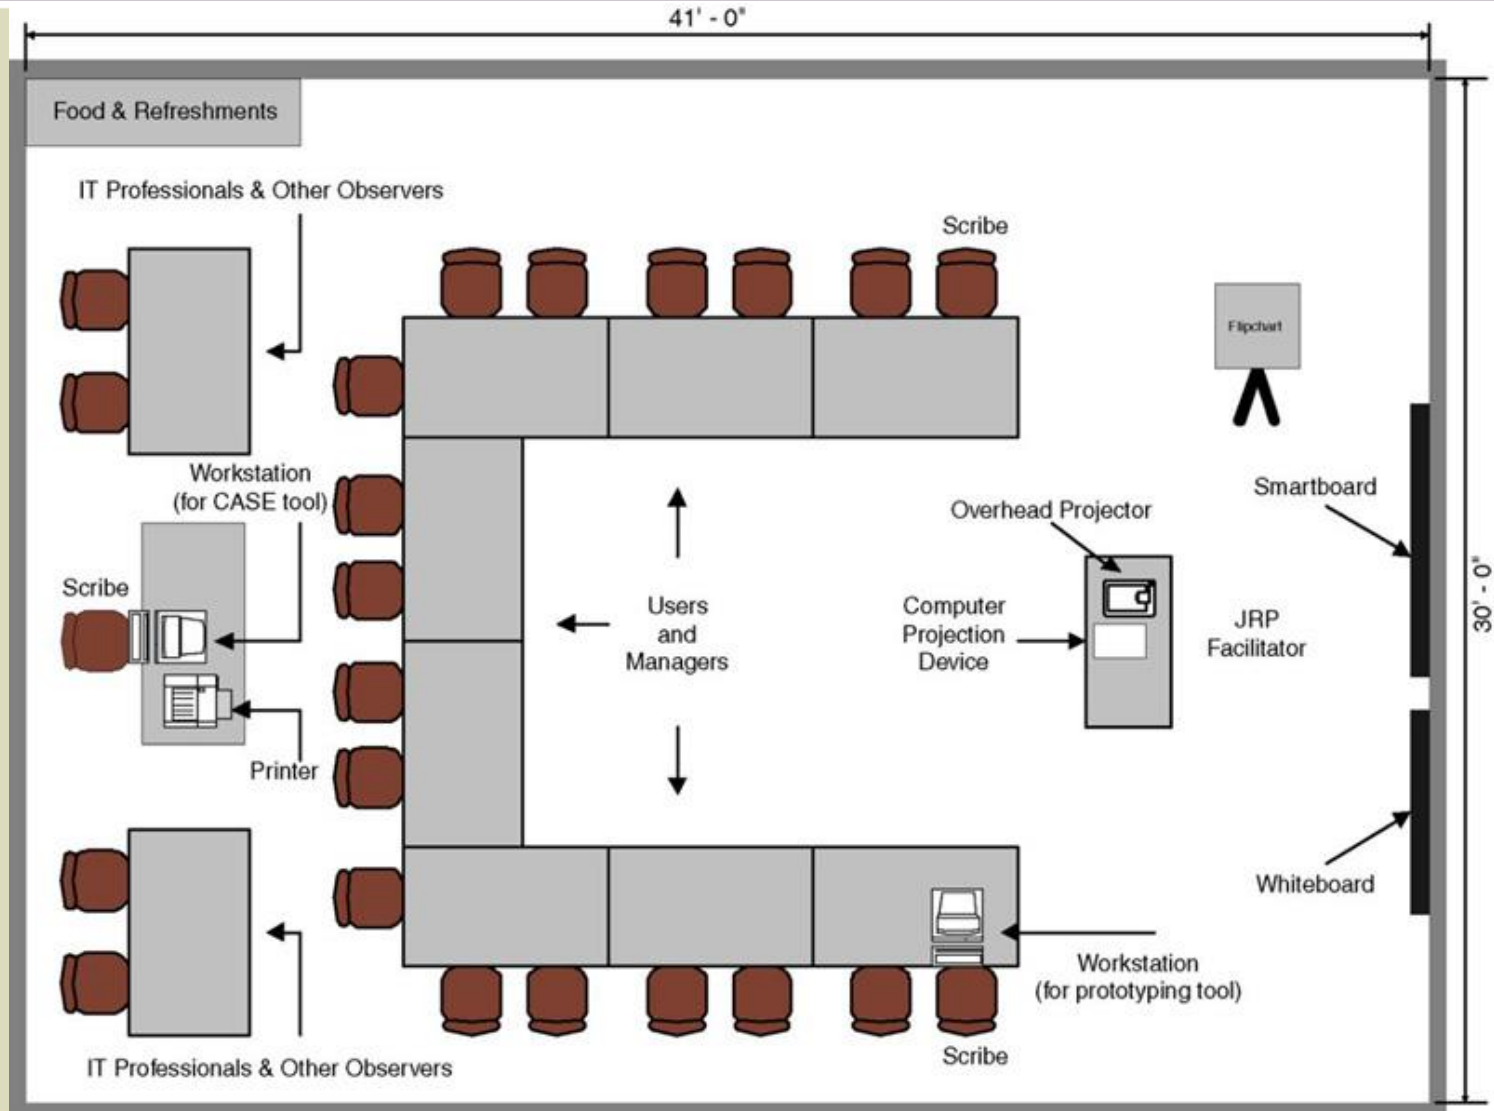 41' - 0"
Food & Refreshments
IT Professionals & Other Observers
Scribe
Flipchart
Workstation
(for CASE tool)
Smartboard
Overhead Projector
30' - 0"
Scribe
Users
and
Managers
Computer
Projection
Device
JRP
Facilitator
Printer
Whiteboard
Workstation
(for prototyping tool)
Scribe
IT Professionals & Other Observers